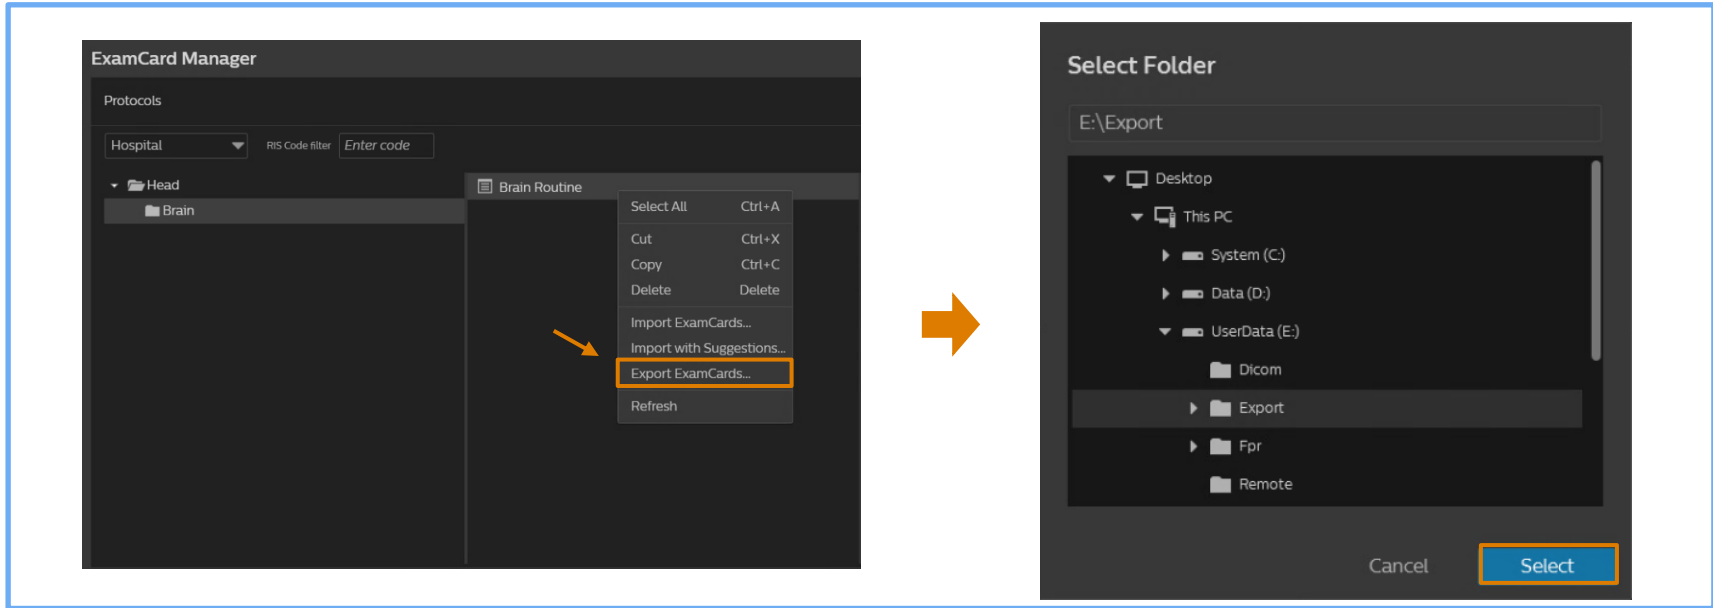 ExamCard Manager
Protocols
Hospital RIS Code filter Enter code
Head
Brain
Brain Routine
Select All Ctrl+A
Cut Ctrl+X
Copy Ctrl+C
Delete Delete
Import ExamCards...
Import with Suggestions...
Export ExamCards...
Refresh
Select Folder
E:\Export
Desktop
This PC
System (C:)
Data (D:)
UserData (E:)
Dicom
Export
Fpr
Remote
Cancel Select